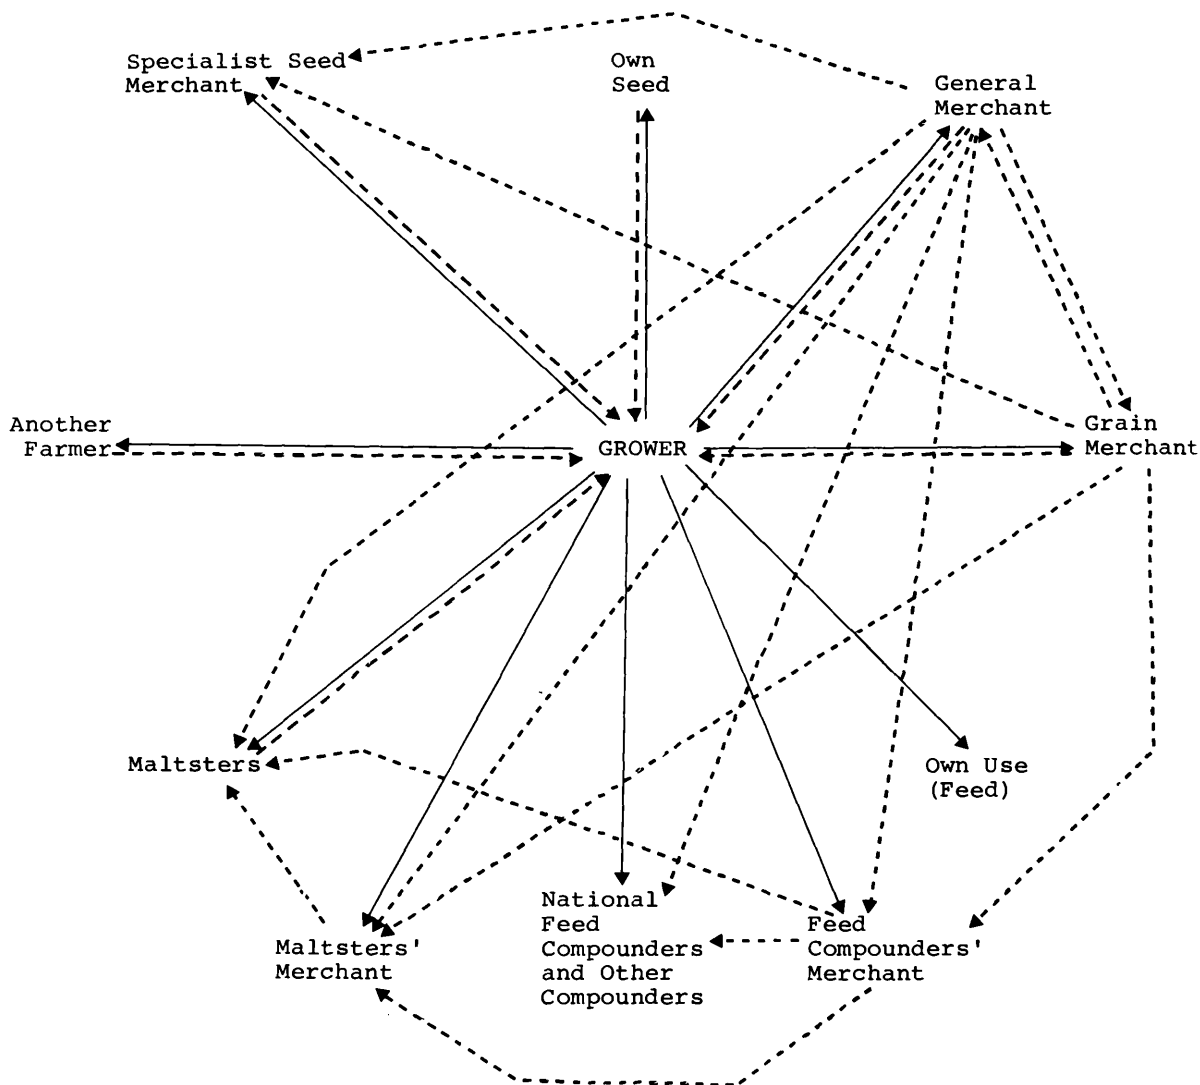 Specialist Seed
Merchant
Own
Seed
General
Merchant
Another
Farmer
GROWER
Grain
Merchant
Maltsters
Own Use
(Feed)
Maltsters'
Merchant
National
Feed
Compounders
and Other
Compounders
Feed
Compounders'
Merchant